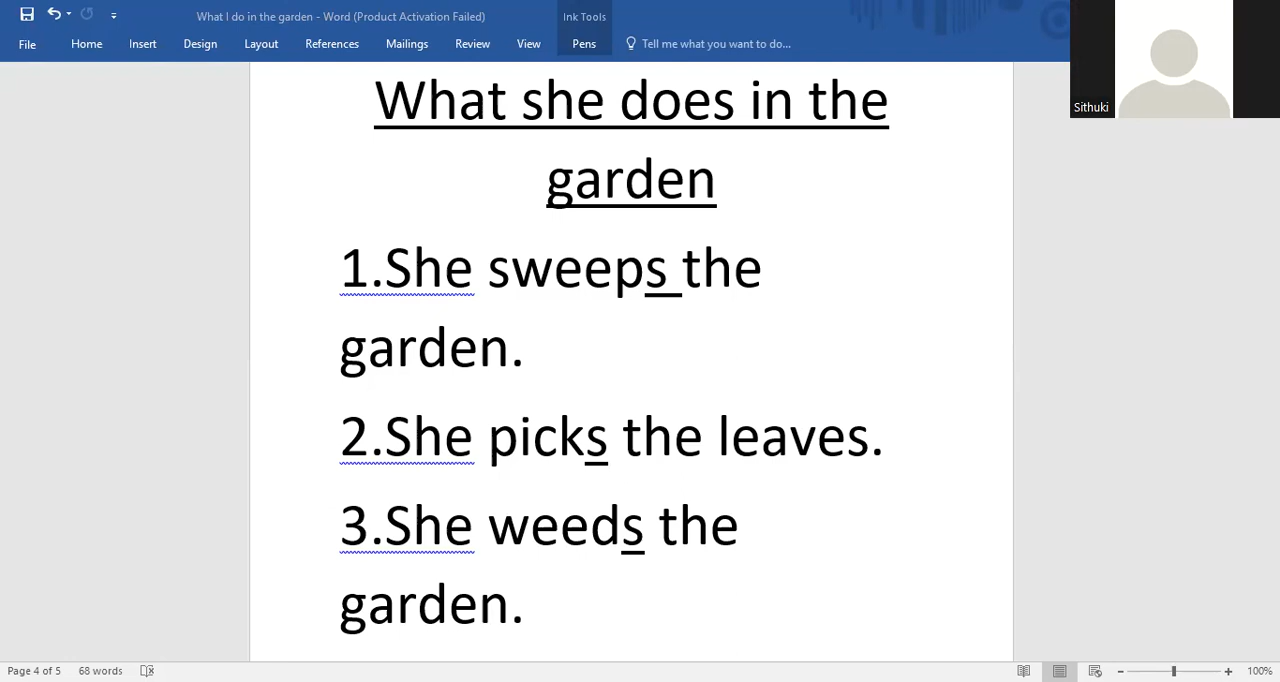 What I do in the garden - Word (Product Activation Failed)
Ink Tools
File Home Insert Design Layout References Mailings Review View Pens Tell me what you want to do...
Sithuki
What she does in the
garden
1.She sweeps the
garden.
2.She picks the leaves.
3.She weeds the
garden.
Page 4 of 5 68 words 100%